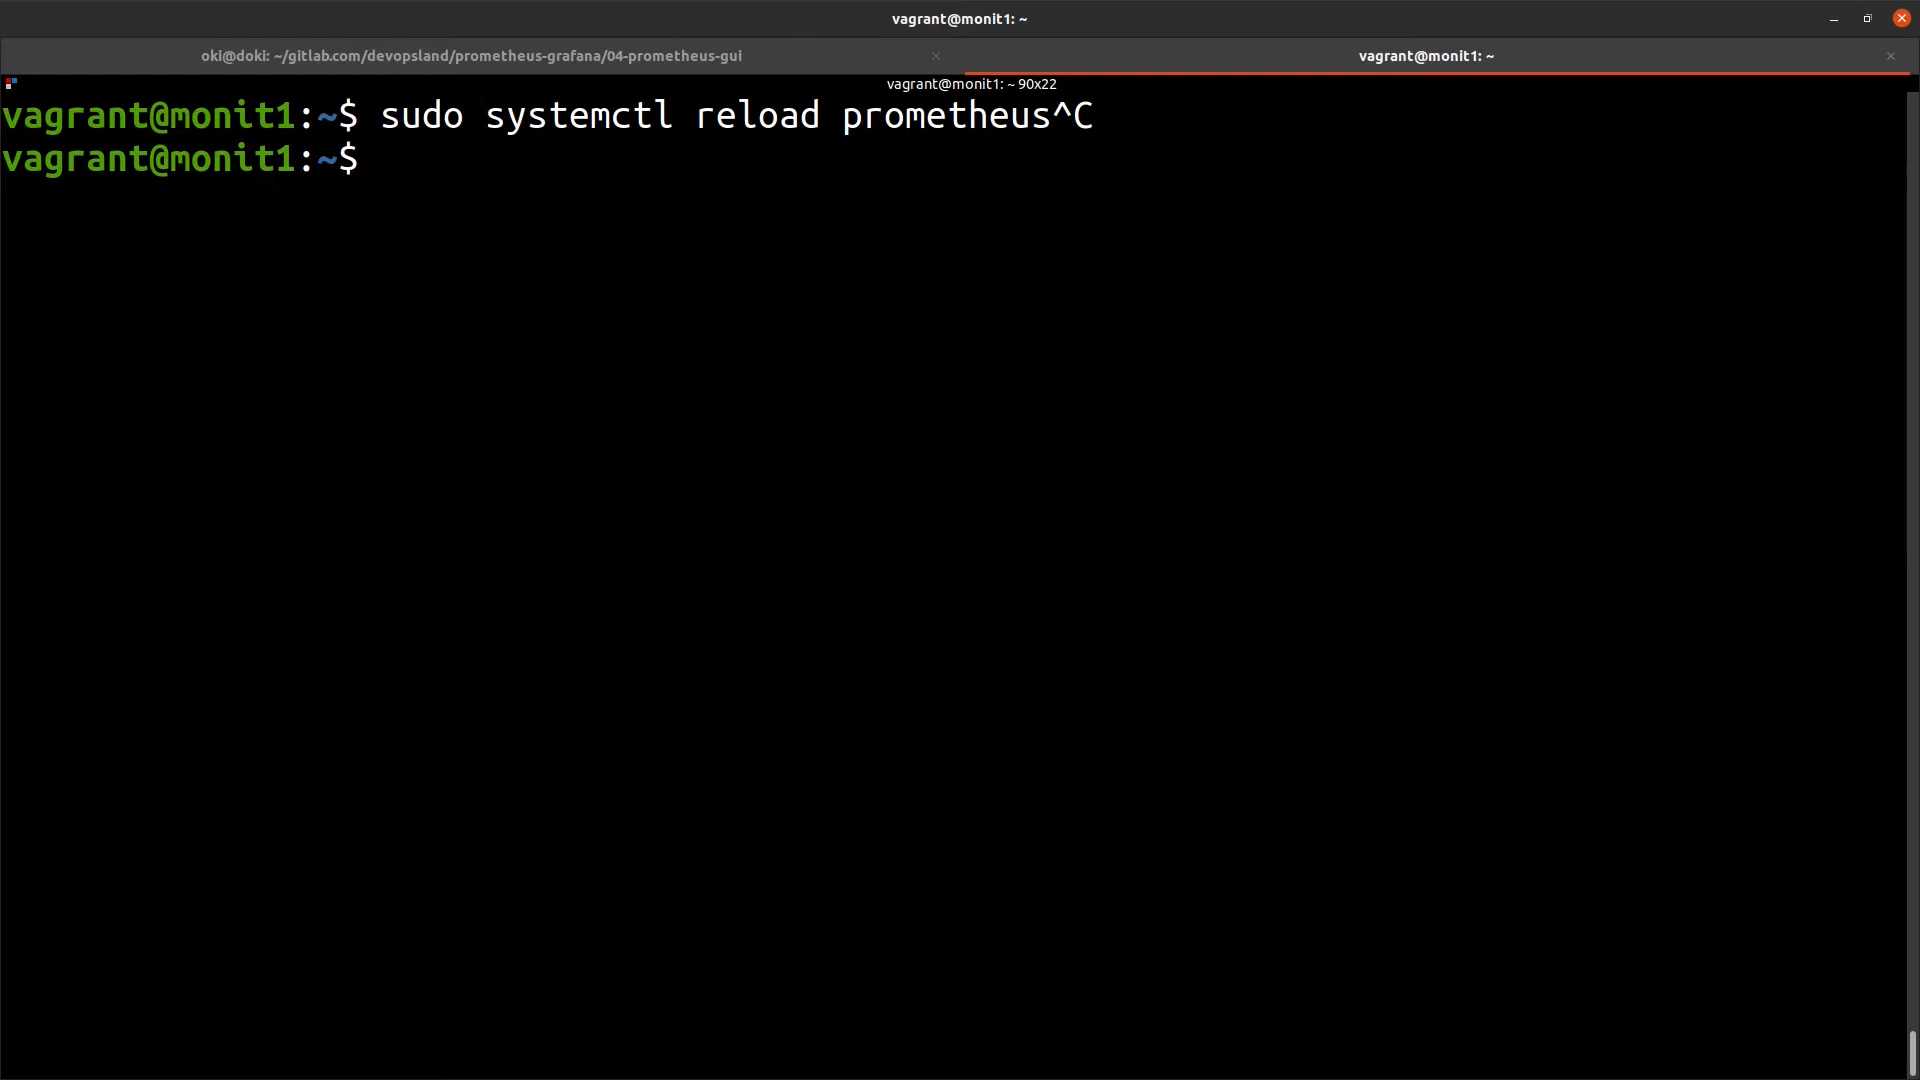 vagrant@monit1: ~
oki@doki: ~/gitlab.com/devopsland/prometheus-grafana/04-prometheus-gui
vagrant@monit1: ~
vagrant@monit1: ~ 90x22
vagrant@monit1:~$ sudo systemctl reload prometheus^C
vagrant@monit1:~$